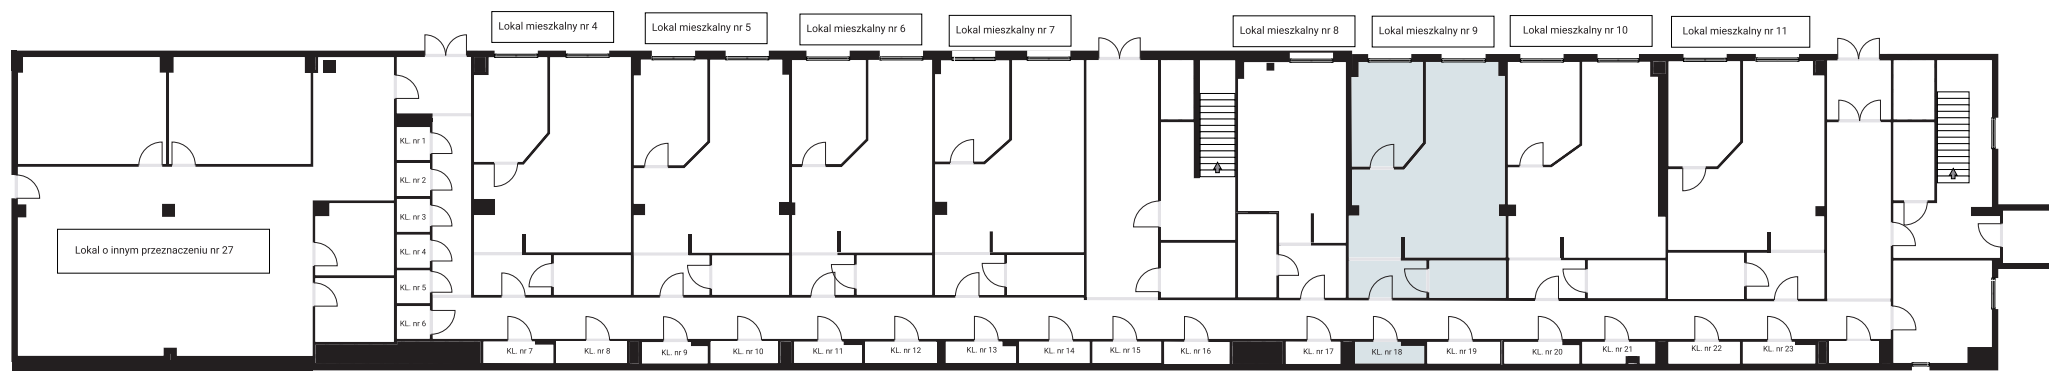 Lokal mieszkalny nr 4
Lokal mieszkalny nr 5
Lokal mieszkalny nr 6
Lokal mieszkalny nr 7
Lokal mieszkalny nr 8
Lokal mieszkalny nr 9
Lokal mieszkalny nr 10
Lokal mieszkalny nr 11
KL. nr 1
KL. nr 2
KL. nr 3
KL. nr 4
KL. nr 5
KL. nr 6
Lokal o innym przeznaczeniu nr 27
KL. nr 7
KL. nr 8
KL. nr 9
KL. nr 10
KL. nr 11
KL. nr 12
KL. nr 13
KL. nr 14
KL. nr 15
KL. nr 16
KL. nr 17
KL. nr 18
KL. nr 19
KL. nr 20
KL. nr 21
KL. nr 22
KL. nr 23